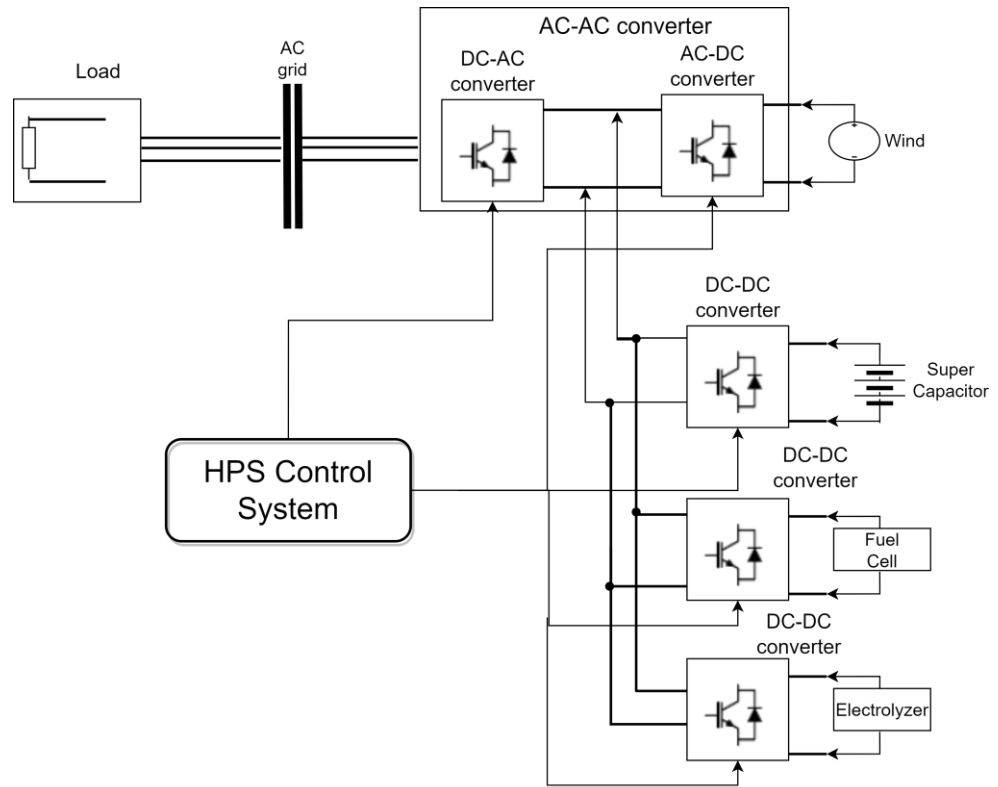 AC-AC converter
Load
AC
grid
DC-AC
converter
AC-DC
converter
Wind
DC-DC
converter
Super
Capacitor
HPS Control
System
DC-DC
converter
Fuel
Cell
DC-DC
converter
Electrolyzer